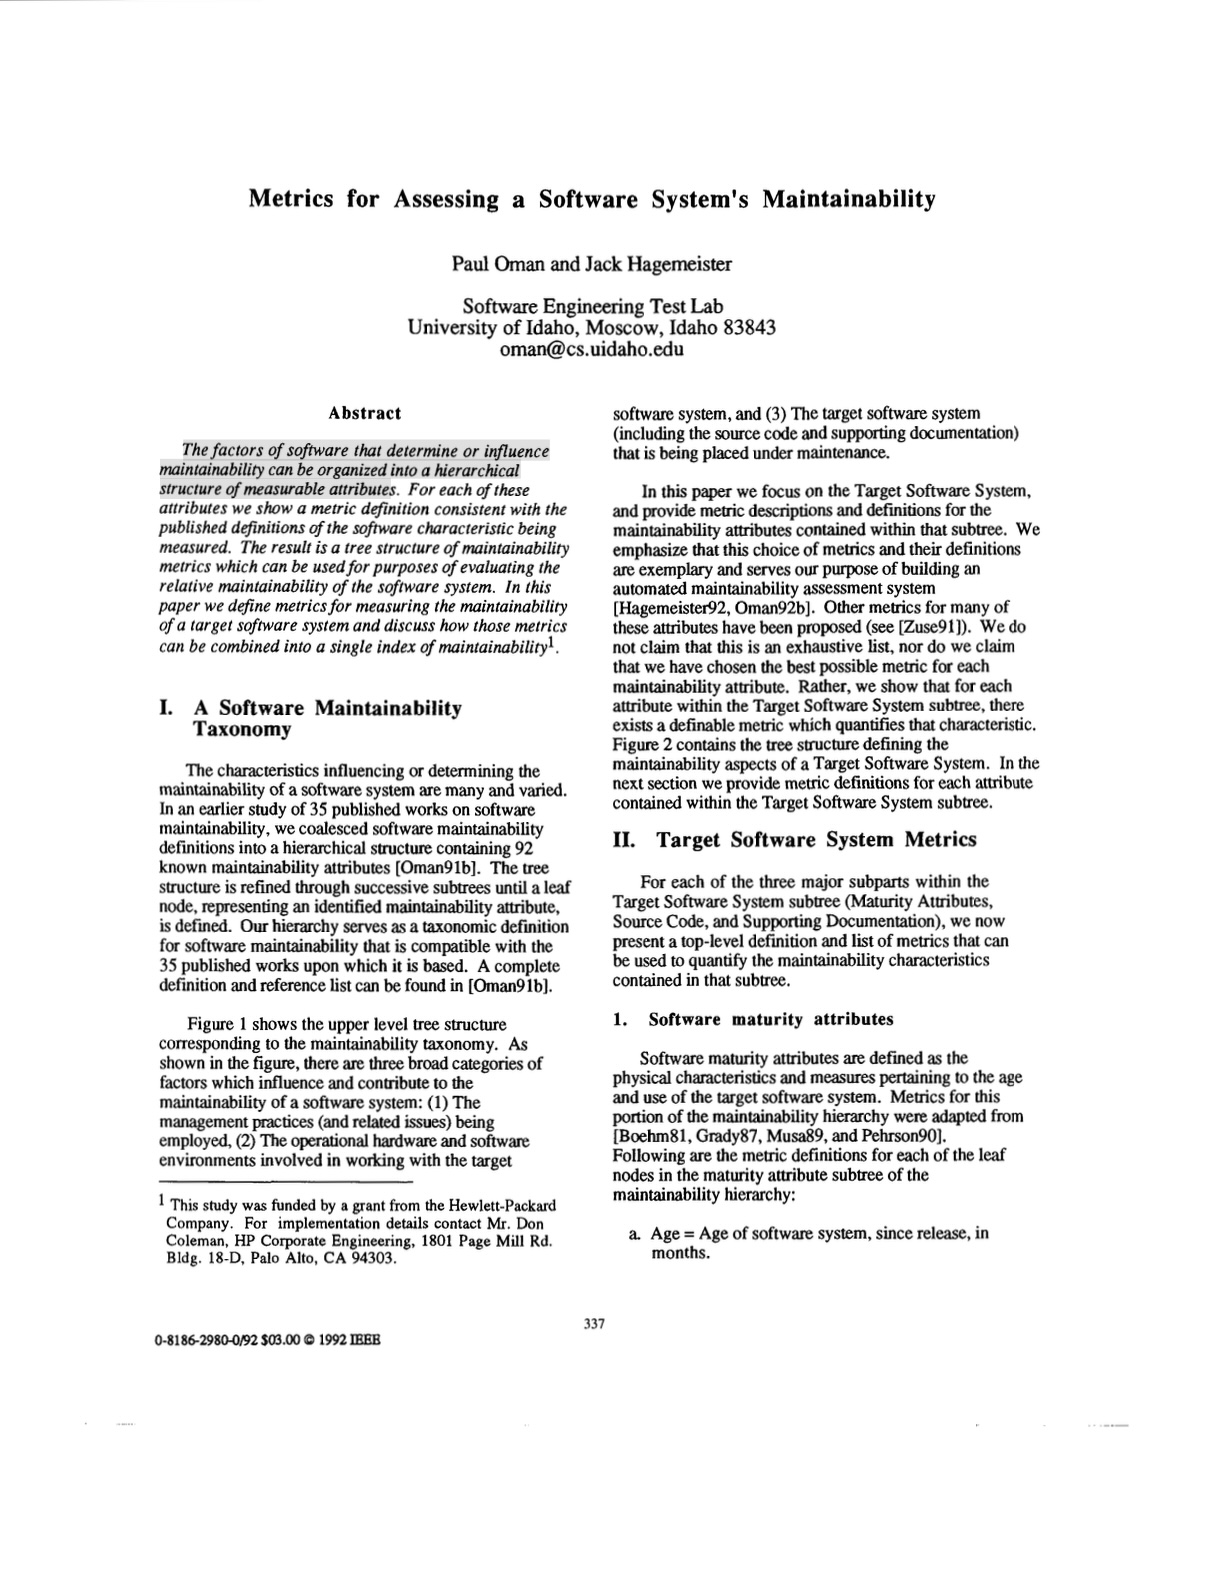 Metrics for Assessing a Software System's Maintainability
Paul Oman and Jack Hagemeister
Software Engineering Test Lab
University of Idaho, Moscow, Idaho 83843
oman@cs.uidaho.edu
Abstract
The factors of software that determine or influence
maintainability can be organized into a hierarchical
structure of measurable attributes. For each of these
attributes we show a metric definition consistent with the
published definitions of the software characteristic being
measured. The result is a tree structure of maintainability
metrics which can be used for purposes of evaluating the
relative maintainability of the software system. In this
paper we define metrics for measuring the maintainability
of a target software system and discuss how those metrics
can be combined into a single index of maintainability1.
I. A Software Maintainability
Taxonomy
The characteristics influencing or determining the
maintainability of a software system are many and varied.
In an earlier study of 35 published works on software
maintainability, we coalesced software maintainability
definitions into a hierarchical structure containing 92
known maintainability attributes [Oman91b]. The tree
structure is refined through successive subtrees until a leaf
node, representing an identified maintainability attribute,
is defined. Our hierarchy serves as a taxonomic definition
for software maintainability that is compatible with the
35 published works upon which it is based. A complete
definition and reference list can be found in [Oman91b].
Figure 1 shows the upper level tree structure
corresponding to the maintainability taxonomy. As
shown in the figure, there are three broad categories of
factors which influence and contribute to the
maintainability of a software system: (1) The
management practices (and related issues) being
employed, (2) The operational hardware and software
environments involved in working with the target
1 This study was funded by a grant from the Hewlett-Packard
Company. For implementation details contact Mr. Don
Coleman, HP Corporate Engineering, 1801 Page Mill Rd.
Bldg. 18-D, Palo Alto, CA 94303.
software system, and (3) The target software system
(including the source code and supporting documentation)
that is being placed under maintenance.
In this paper we focus on the Target Software System,
and provide metric descriptions and definitions for the
maintainability attributes contained within that subtree. We
emphasize that this choice of metrics and their definitions
are exemplary and serves our purpose of building an
automated maintainability assessment system
[Hagemeister92, Oman92b]. Other metrics for many of
these attributes have been proposed (see [Zuse91]). We do
not claim that this is an exhaustive list, nor do we claim
that we have chosen the best possible metric for each
maintainability attribute. Rather, we show that for each
attribute within the Target Software System subtree, there
exists a definable metric which quantifies that characteristic.
Figure 2 contains the tree structure defining the
maintainability aspects of a Target Software System. In the
next section we provide metric definitions for each attribute
contained within the Target Software System subtree.
II. Target Software System Metrics
For each of the three major subparts within the
Target Software System subtree (Maturity Attributes,
Source Code, and Supporting Documentation), we now
present a top-level definition and list of metrics that can
be used to quantify the maintainability characteristics
contained in that subtree.
1. Software maturity attributes
Software maturity attributes are defined as the
physical characteristics and measures pertaining to the age
and use of the target software system. Metrics for this
portion of the maintainability hierarchy were adapted from
[Boehm81, Grady87, Musa89, and Pehrson90].
Following are the metric definitions for each of the leaf
nodes in the maturity attribute subtree of the
maintainability hierarchy:
a. Age = Age of software system, since release, in
months.
337
0-8186-2980-0/92 $03.00 © 1992 IEEE